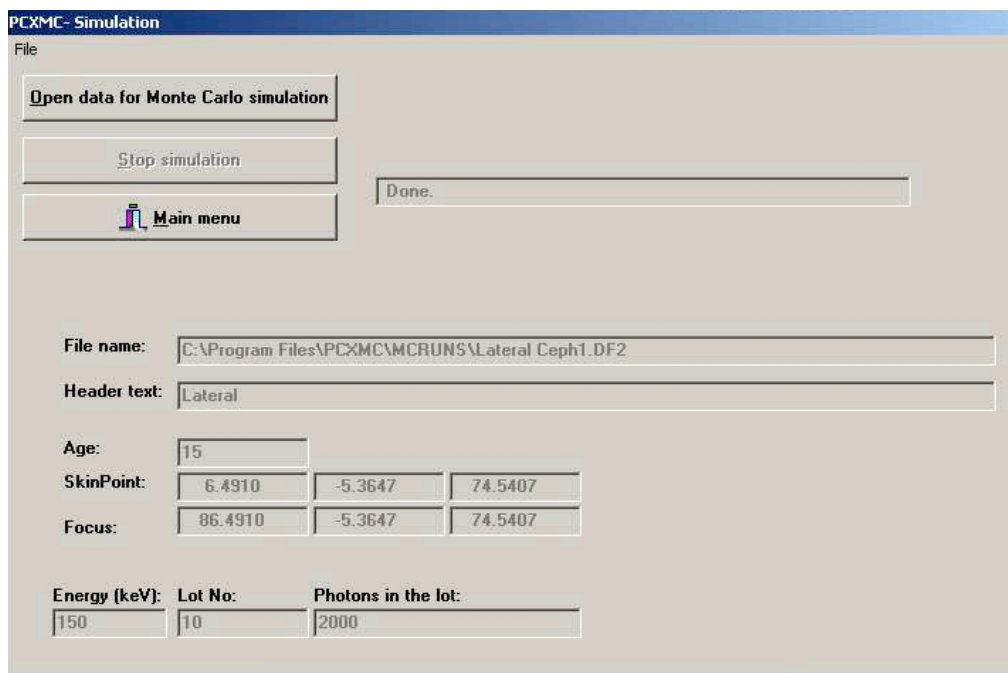 PCXMC- Simulation
File
Open data for Monte Carlo simulation
Stop simulation
Done.
Main menu
File name: C:\Program Files\PCXMC\MCRUNS\Lateral Ceph1.DF2
Header text: Lateral
Age: 15
SkinPoint: 6.4910 -5.3647 74.5407
Focus: 86.4910 -5.3647 74.5407
Energy (keV): Lot No: Photons in the lot:
150 10 2000